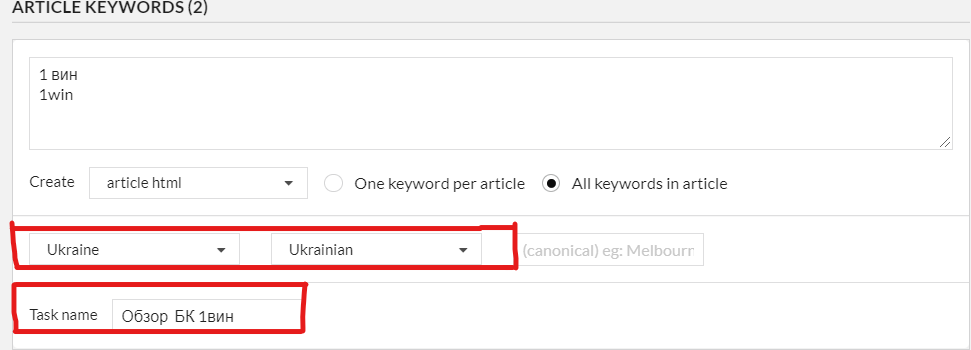 ARTICLE KEYWORDS (2)
1 вин
1win
Create article html One keyword per article All keywords in article
Ukraine Ukrainian (canonical) eg: Melbourn
Task name Обзор БК 1вин